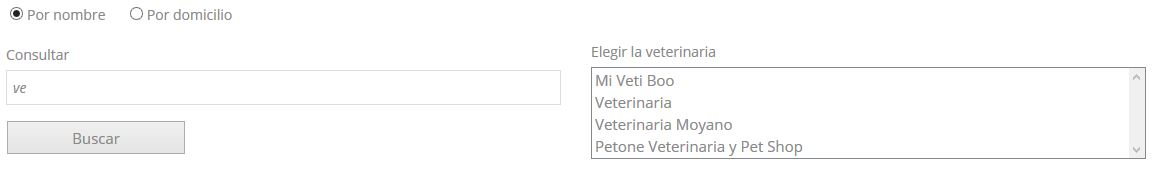 Por nombre Por domicilio
Consultar
ve
Buscar
Elegir la veterinaria
Mi Veti Boo
Veterinaria
Veterinaria Moyano
Petone Veterinaria y Pet Shop